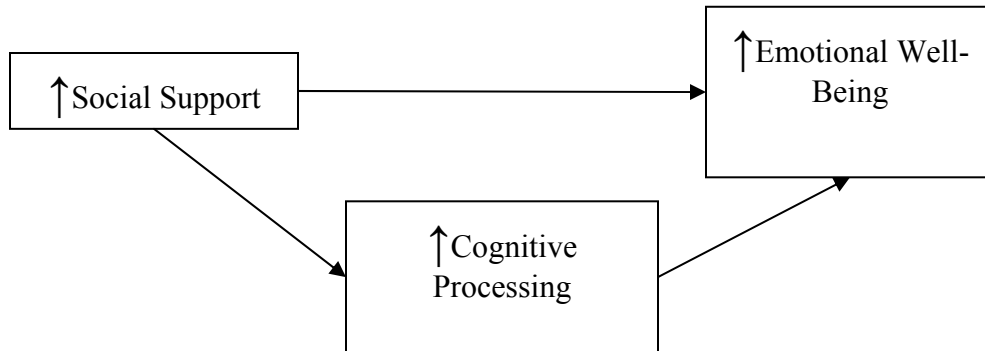 ↑Social Support
↑Emotional Well-
Being
↑Cognitive
Processing